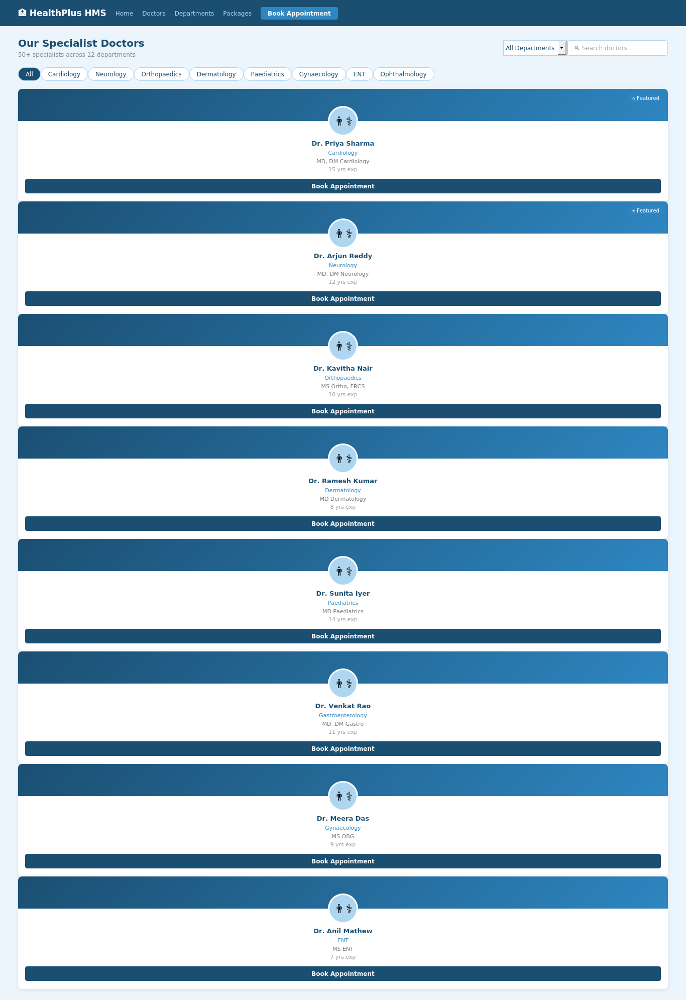 HealthPlus HMS Home Doctors Departments Packages Book Appointment
Our Specialist Doctors
50+ specialists across 12 departments
All Departments Search doctors...
All Cardiology Neurology Orthopaedics Dermatology Paediatrics Gynaecology ENT Ophthalmology
Featured
Dr. Priya Sharma
Cardiology
MD, DM Cardiology
15 yrs exp
Book Appointment
Featured
Dr. Arjun Reddy
Neurology
MD, DM Neurology
12 yrs exp
Book Appointment
Dr. Kavitha Nair
Orthopaedics
MS Ortho, FRCS
10 yrs exp
Book Appointment
Dr. Ramesh Kumar
Dermatology
MD Dermatology
8 yrs exp
Book Appointment
Dr. Sunita Iyer
Paediatrics
MD Paediatrics
14 yrs exp
Book Appointment
Dr. Venkat Rao
Gastroenterology
MD, DM Gastro
11 yrs exp
Book Appointment
Dr. Meera Das
Gynaecology
MS OBG
9 yrs exp
Book Appointment
Dr. Anil Mathew
ENT
MS ENT
7 yrs exp
Book Appointment